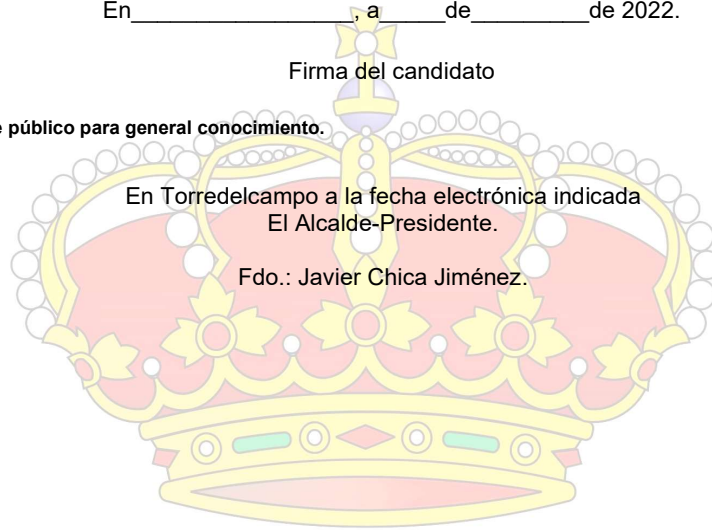 En__________________, a_____de_________de 2022.
Firma del candidato
público para general conocimiento.
En Torredelcampo a la fecha electrónica indicada
El Alcalde-Presidente.
Fdo.: Javier Chica Jiménez.